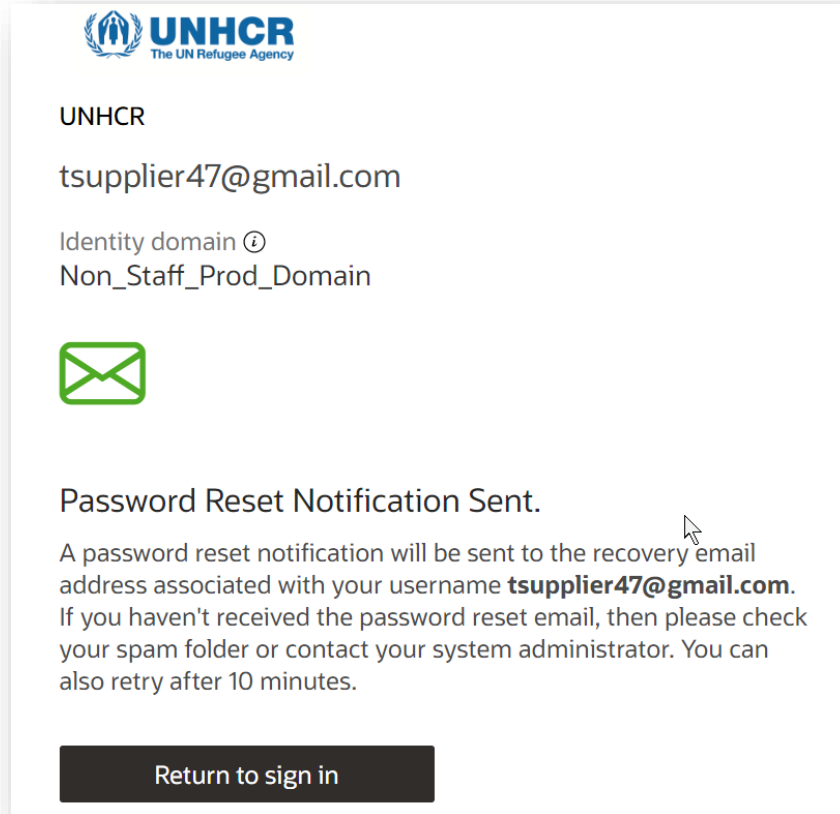 UNHCR
The UN Refugee Agency
UNHCR
tsupplier47@gmail.com
Identity domain
Non_Staff_Prod_Domain
Password Reset Notification Sent.
A password reset notification will be sent to the recovery email
address associated with your username tsupplier47@gmail.com.
If you haven't received the password reset email, then please check
your spam folder or contact your system administrator. You can
also retry after 10 minutes.
Return to sign in